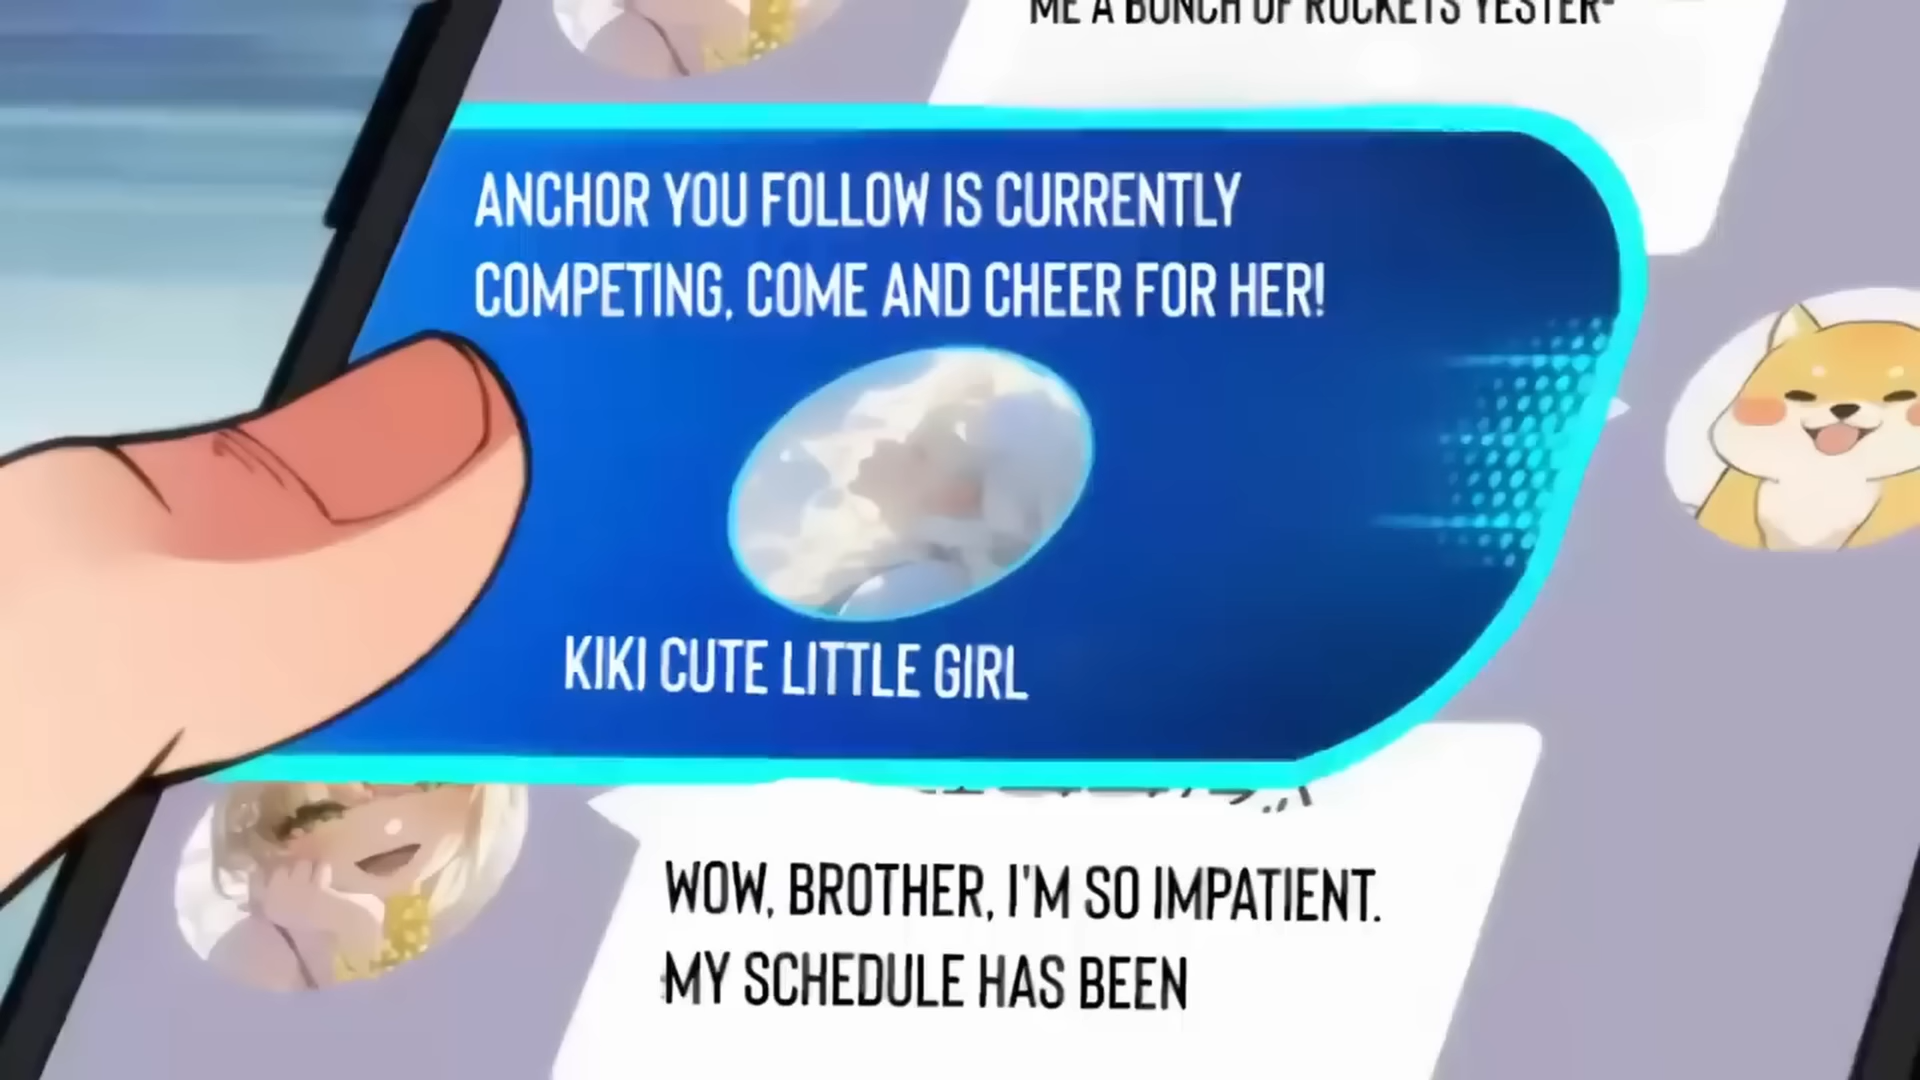 ME A BUNCH OF ROCKETS YESTER-
ANCHOR YOU FOLLOW IS CURRENTLY
COMPETING, COME AND CHEER FOR HER!
KIKI CUTE LITTLE GIRL
WOW, BROTHER, I'M SO IMPATIENT.
MY SCHEDULE HAS BEEN